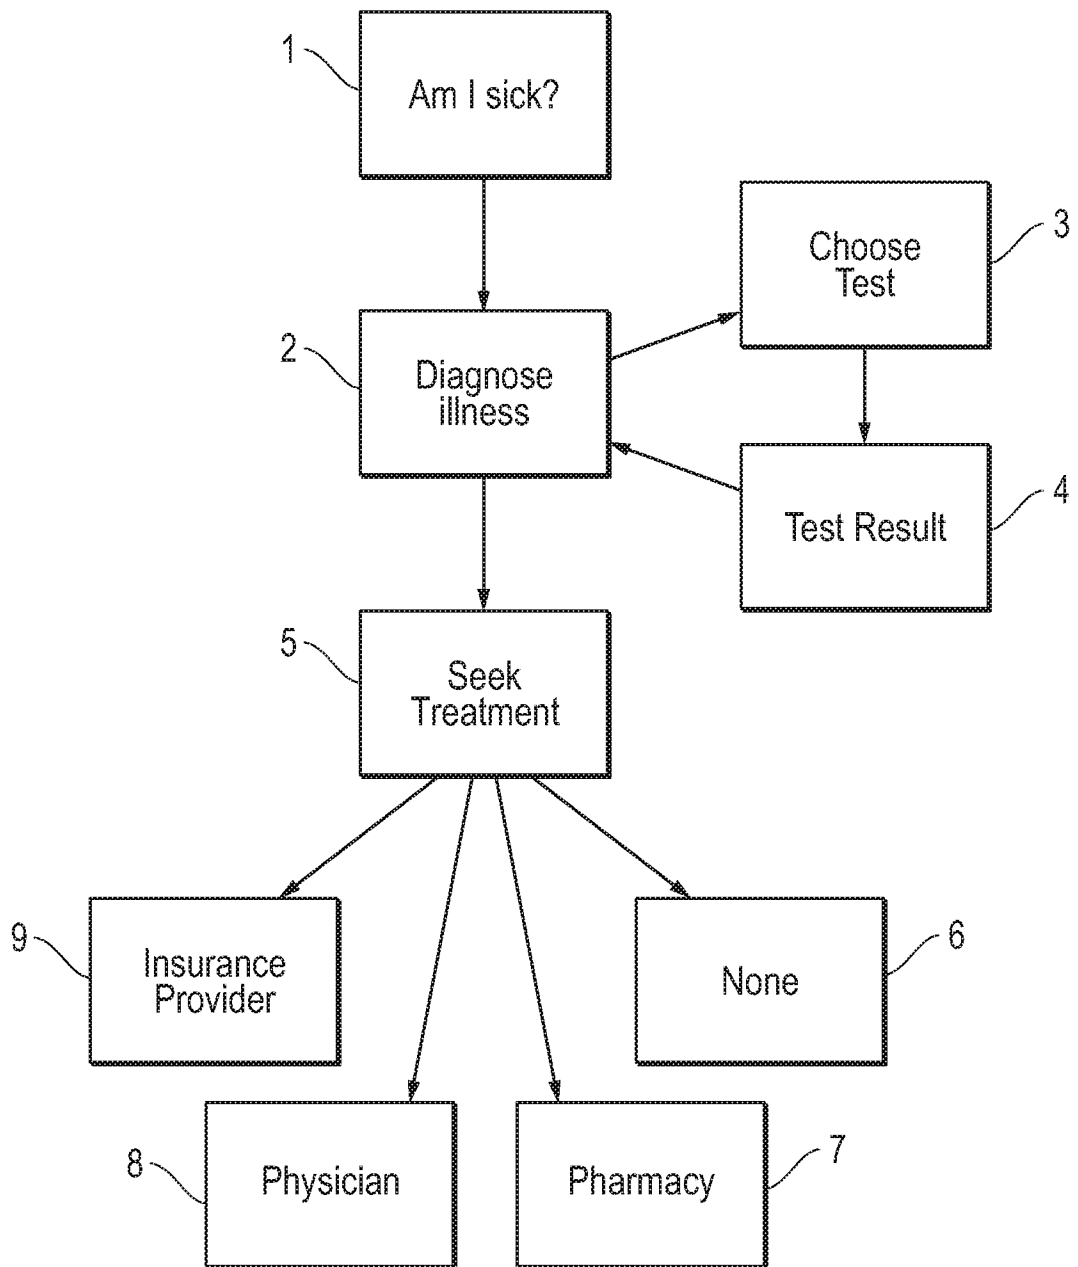 1
Am I sick?
3
Choose
Test
2
Diagnose
illness
4
Test Result
5
Seek
Treatment
9
Insurance
Provider
6
None
8
Physician
7
Pharmacy